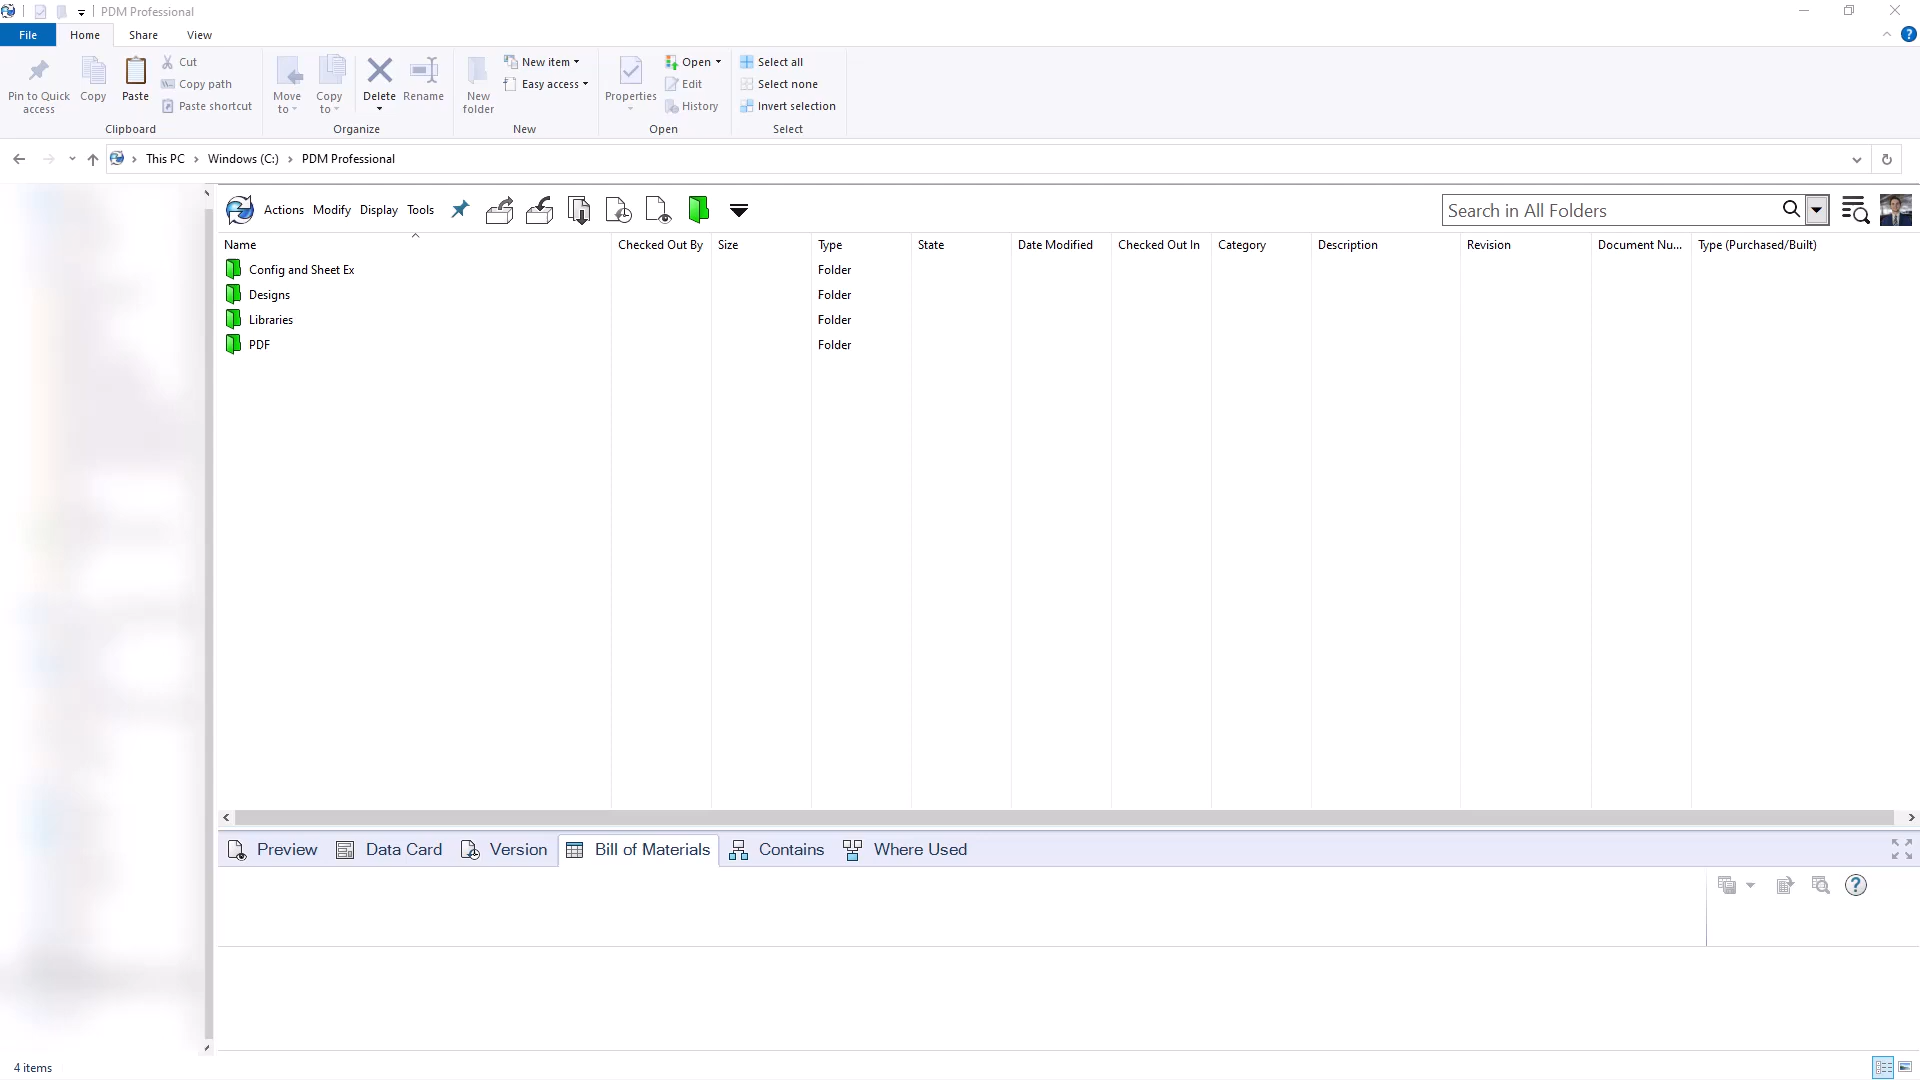 PDM Professional
File Home Share View
Pin to Quick access
Copy
Paste
Cut
Copy path
Paste shortcut
Clipboard
Move to
Copy to
Delete
Rename
Organize
New folder
New item
Easy access
New
Properties
Open
Edit
History
Open
Select all
Select none
Invert selection
Select
This PC > Windows (C:) > PDM Professional
Actions Modify Display Tools
Search in All Folders
Name Checked Out By Size Type State Date Modified Checked Out In Category Description Revision Document Nu... Type (Purchased/Built)
Config and Sheet Ex Folder
Designs Folder
Libraries Folder
PDF Folder
Preview Data Card Version Bill of Materials Contains Where Used
4 items